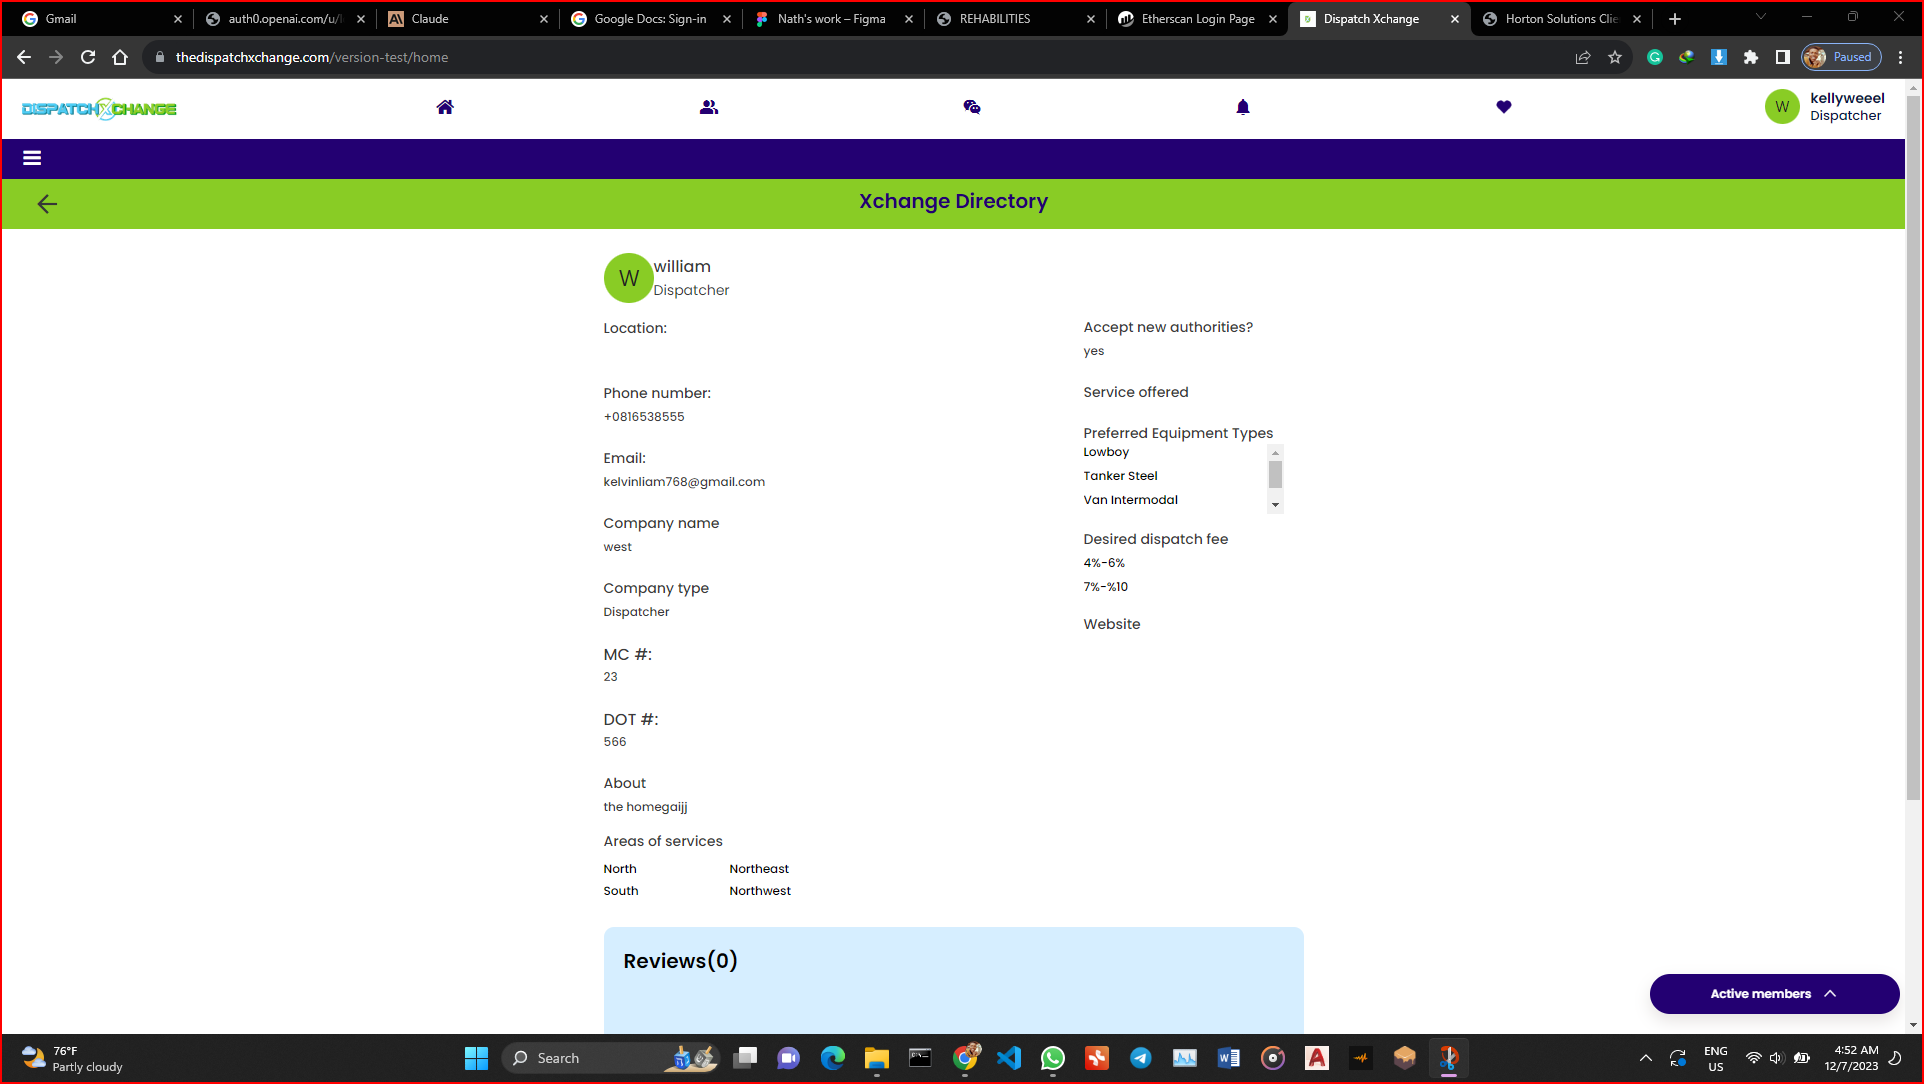 Gmail
auth0.openai.com/u/l
Claude
Google Docs: Sign-in
Nath's work – Figma
REHABILITIES
Etherscan Login Page
Dispatch Xchange
Horton Solutions Clie
thedispatchxchange.com/version-test/home
Paused
DISPATCHXCHANGE
W
kellyweeel
Dispatcher
Xchange Directory
W
william
Dispatcher
Location:
Phone number:
+0816538555
Email:
kelvinliam768@gmail.com
Company name
west
Company type
Dispatcher
MC #:
23
DOT #:
566
About
the homegaijj
Areas of services
North
Northeast
South
Northwest
Accept new authorities?
yes
Service offered
Preferred Equipment Types
Lowboy
Tanker Steel
Van Intermodal
Desired dispatch fee
4%-6%
7%-%10
Website
Reviews(0)
Active members
76°F
Partly cloudy
Search
ENG
US
4:52 AM
12/7/2023